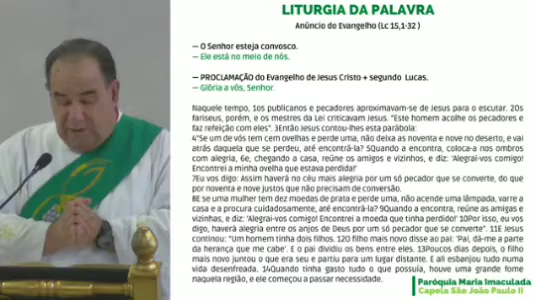 LITURGIA DA PALAVRA
Anúncio do Evangelho (Lc 15,1-32 )
— O Senhor esteja convosco.
— Ele está no meio de nós.
— PROCLAMAÇÃO do Evangelho de Jesus Cristo + segundo Lucas.
— Glória a vós, Senhor.
Naquele tempo, 1os publicanos e pecadores aproximavam-se de Jesus para o escutar. 2Os
fariseus, porém, e os mestres da Lei criticavam Jesus. "Este homem acolhe os pecadores e
faz refeição com eles". 3Então Jesus contou-lhes esta parábola:
4"Se um de vós tem cem ovelhas e perde uma, não deixa as noventa e nove no deserto, e vai
atrás daquela que se perdeu, até encontrá-la? 5Quando a encontra, coloca-a nos ombros
com alegria, 6e, chegando a casa, reúne os amigos e vizinhos, e diz: 'Alegrai-vos comigo!
Encontrei a minha ovelha que estava perdida!'
7Eu vos digo: Assim haverá no céu mais alegria por um só pecador que se converte, do que
por noventa e nove justos que não precisam de conversão.
8E se uma mulher tem dez moedas de prata e perde uma, não acende uma lâmpada, varre a
casa e a procura cuidadosamente, até encontrá-la? 9Quando a encontra, reúne as amigas e
vizinhas, e diz: 'Alegrai-vos comigo! Encontrei a moeda que tinha perdido!' 10Por isso, eu vos
digo, haverá alegria entre os anjos de Deus por um só pecador que se converte". 11E Jesus
continou: "Um homem tinha dois filhos. 12O filho mais novo disse ao pai: 'Pai, dá-me a parte
da herança que me cabe'. E o pai dividiu os bens entre eles. 13Poucos dias depois, o filho
mais novo juntou o que era seu e partiu para um lugar distante. E ali esbanjou tudo numa
vida desenfreada. 14Quando tinha gasto tudo o que possuía, houve uma grande fome
naquela região, e ele começou a passar necessidade.
Paróquia Maria Imaculada
Capela São João Paulo II